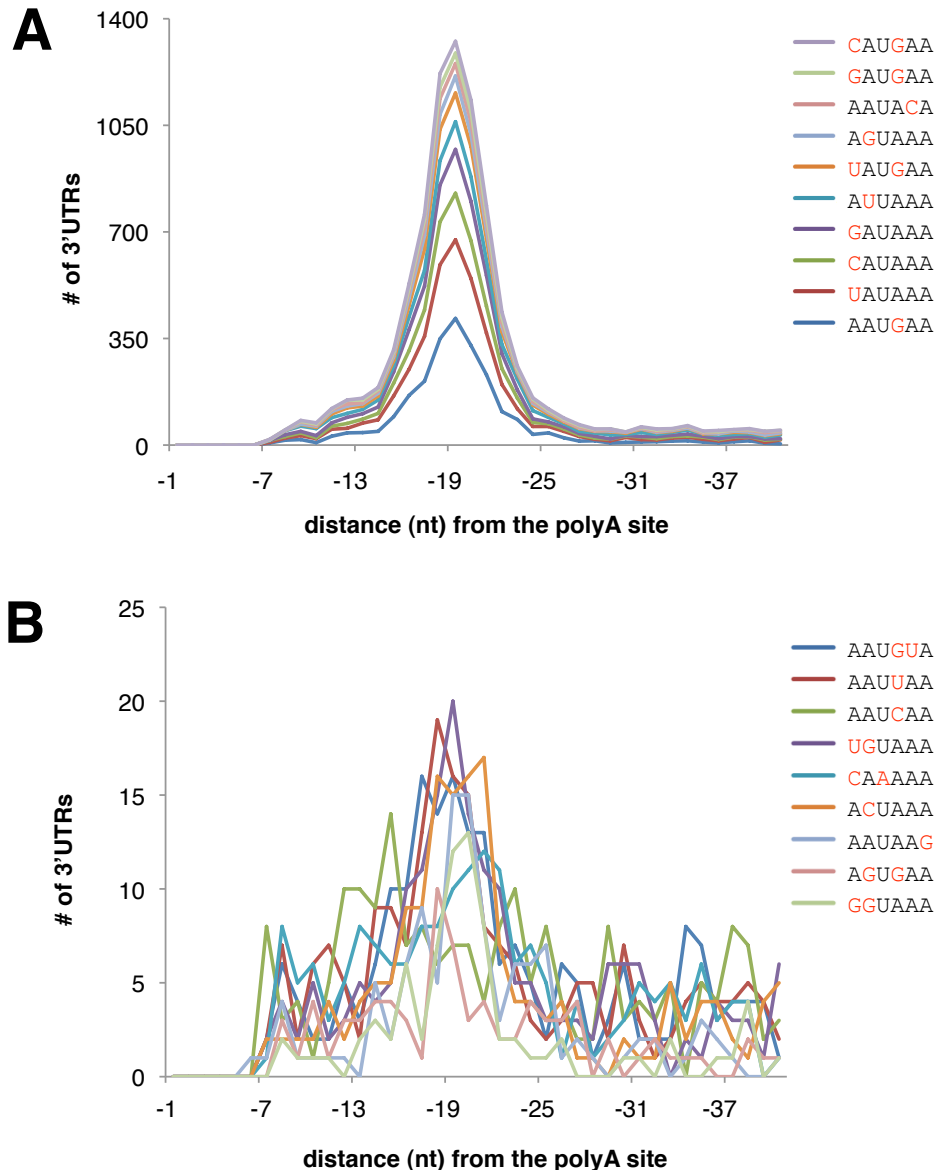 A
1400
1050
700
350
0
# of 3'UTRs
-1 -7 -13 -19 -25 -31 -37
distance (nt) from the polyA site
CAUGAA
GAUGAA
AAUACA
AGUAAA
UAUGAA
AUUAAA
GAUAAA
CAUAAA
UAUAAA
AAUGAA
B
25
20
15
10
5
0
# of 3'UTRs
-1 -7 -13 -19 -25 -31 -37
distance (nt) from the polyA site
AAUGUA
AAUUAA
AAUCAA
UGUAAA
CAAAAA
ACUAAA
AAUAAG
AGUGAA
GGUAAA